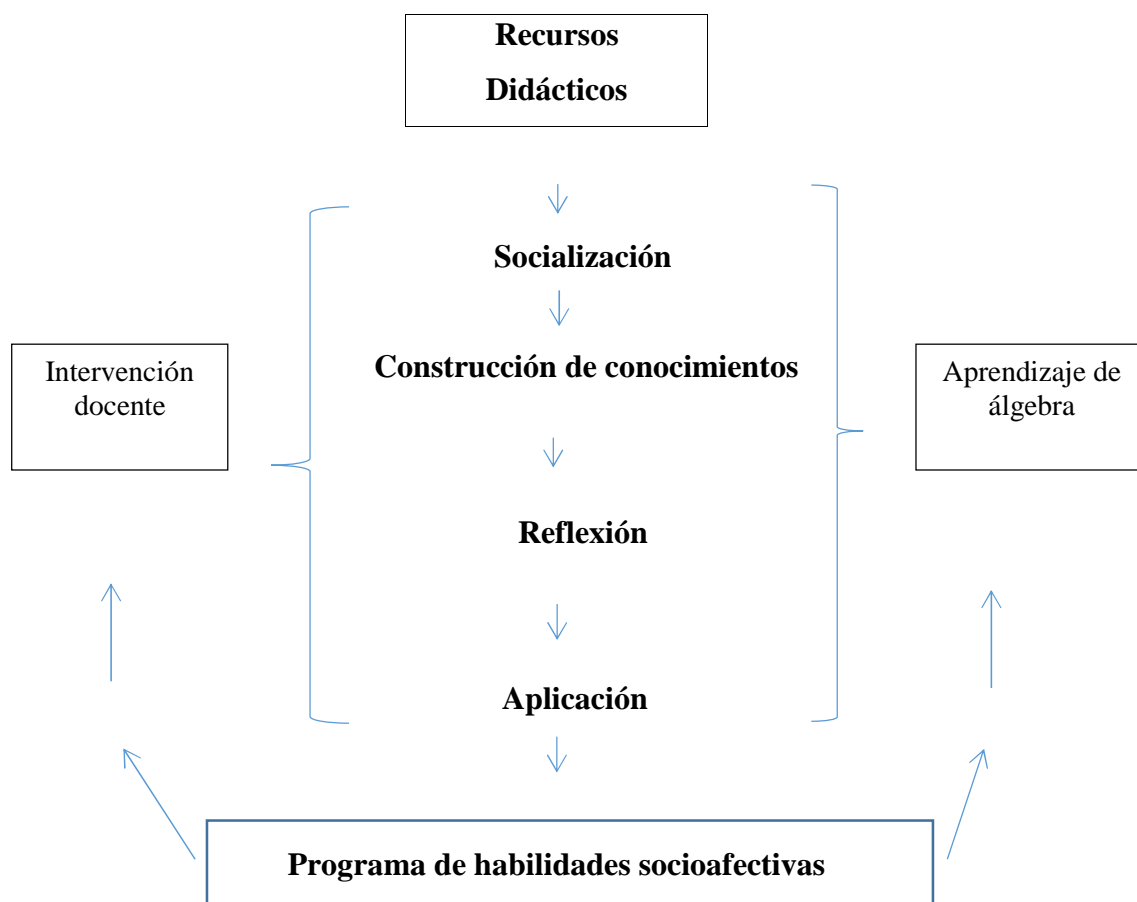 Recursos
Didácticos
Socialización
Construcción de conocimientos
Intervención
docente
Aprendizaje de
álgebra
Reflexión
Aplicación
Programa de habilidades socioafectivas